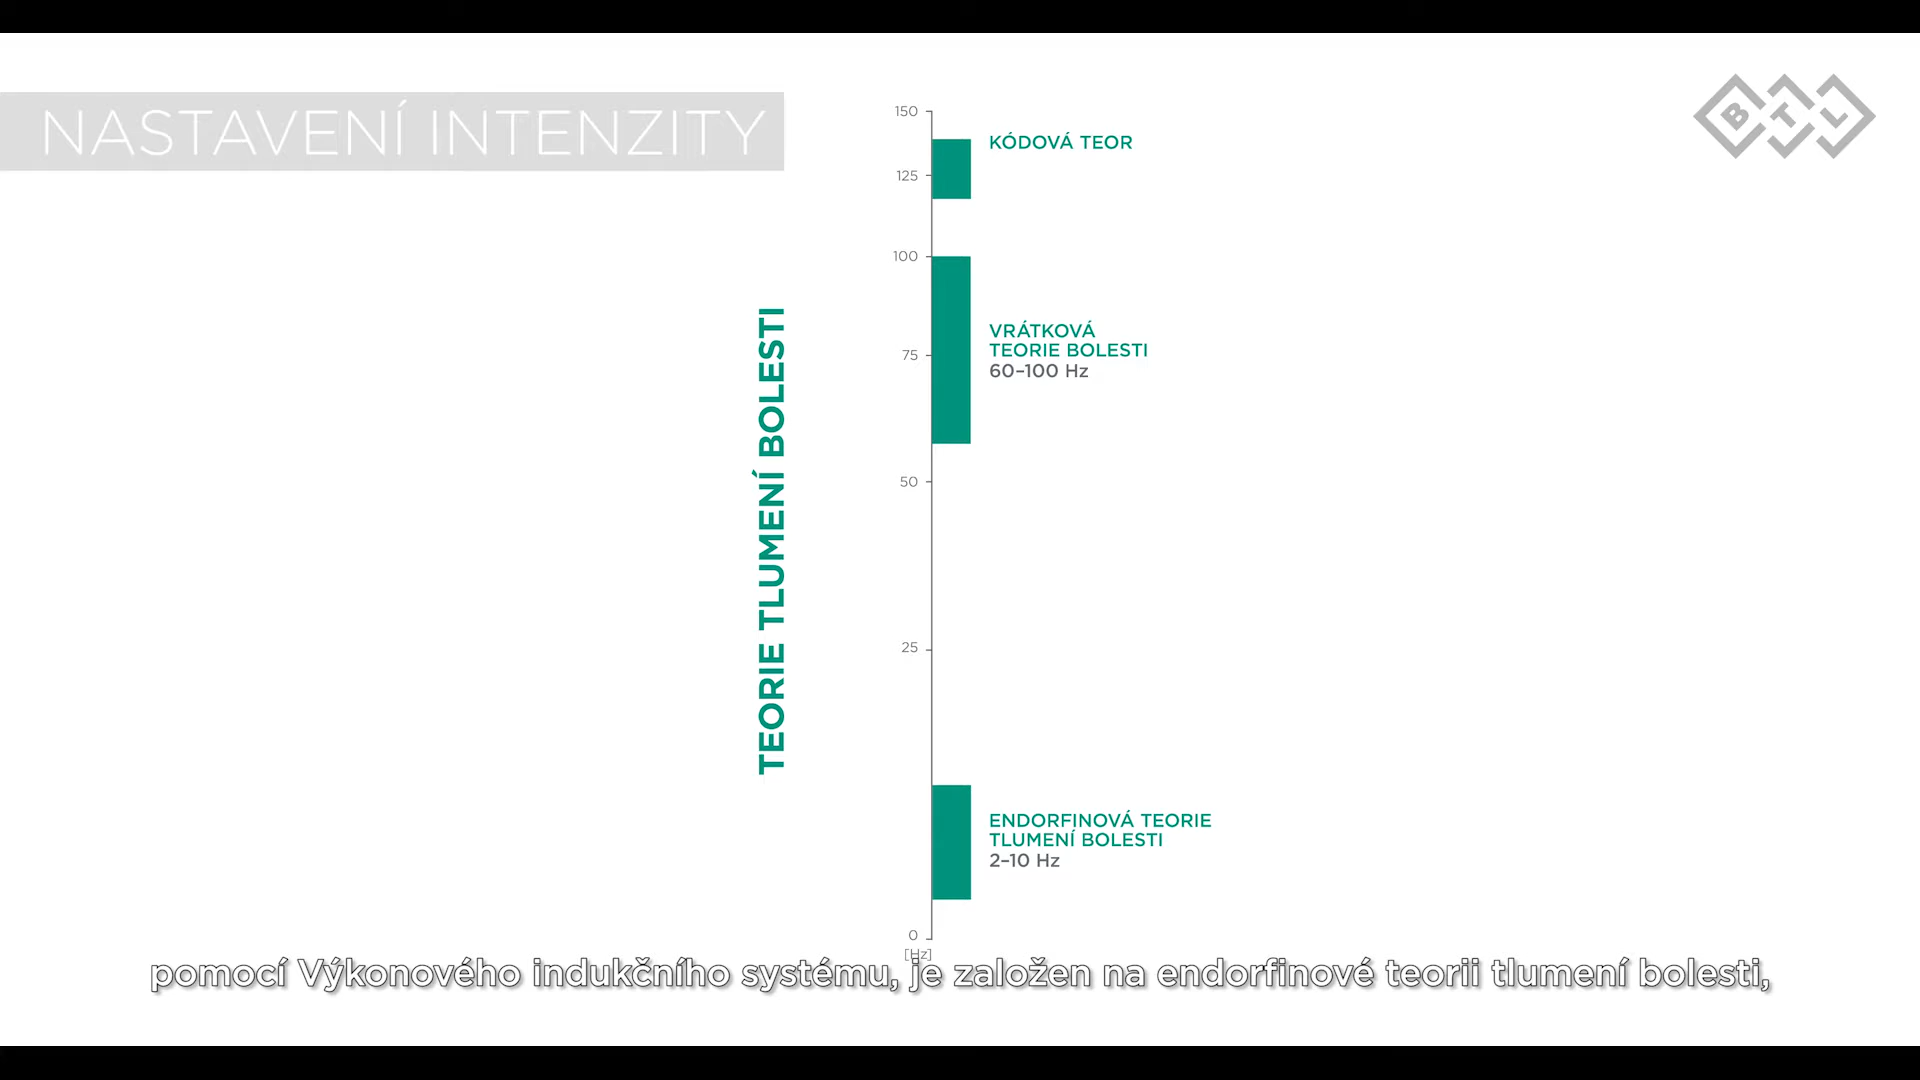 NASTAVENÍ INTENZITY
BTL
150
KÓDOVÁ TEOR
125
100
VRÁTKOVÁ
TEORIE BOLESTI
75
60–100 Hz
50
TEORIE TLUMENÍ BOLESTI
25
ENDORFINOVÁ TEORIE
TLUMENÍ BOLESTI
2–10 Hz
0
[Hz]
pomocí Výkonového indukčního systému, je založen na endorfinové teorii tlumení bolesti,